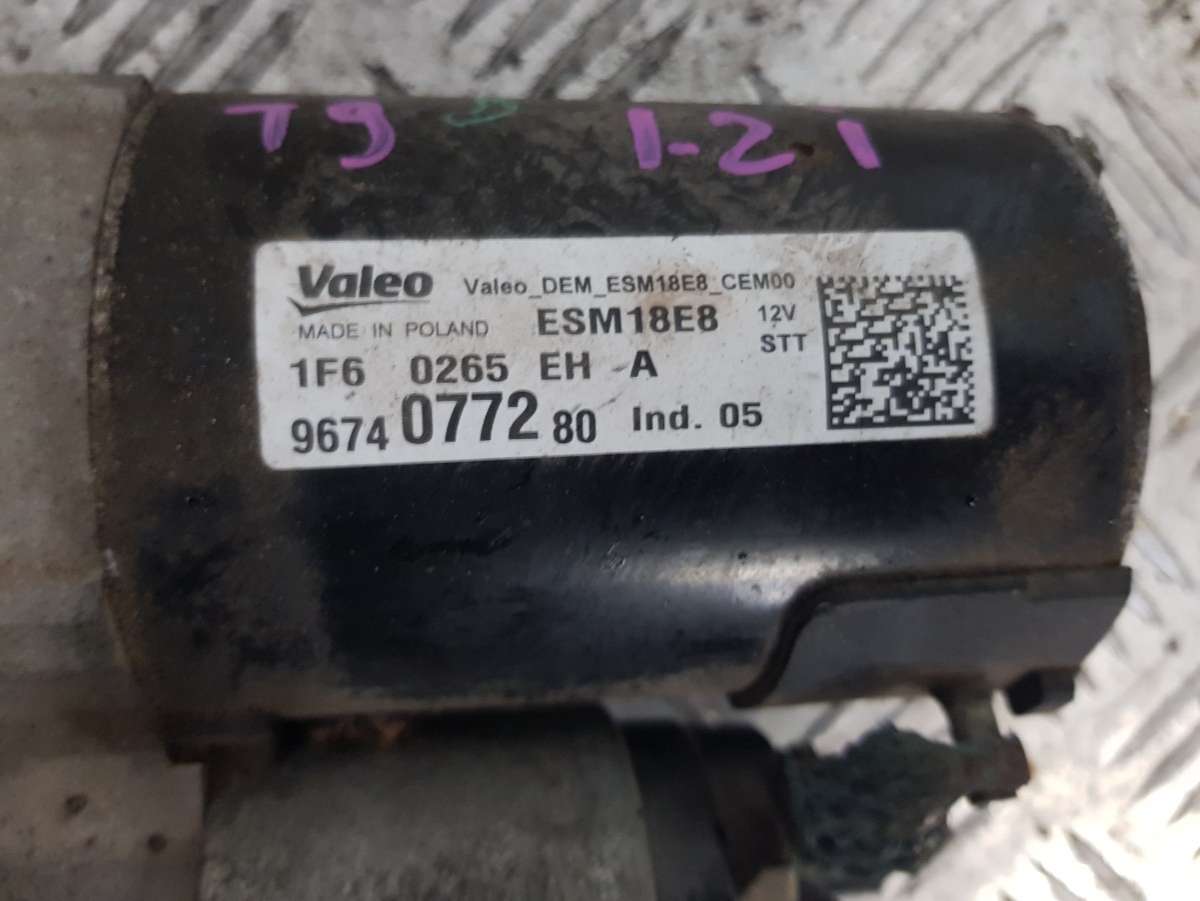 T9 1-21
Valeo Valeo_DEM_ESM18E8_CEM00
MADE IN POLAND ESM18E8 12V
STT
1F6 0265 EH A
9674 0772 80 Ind. 05